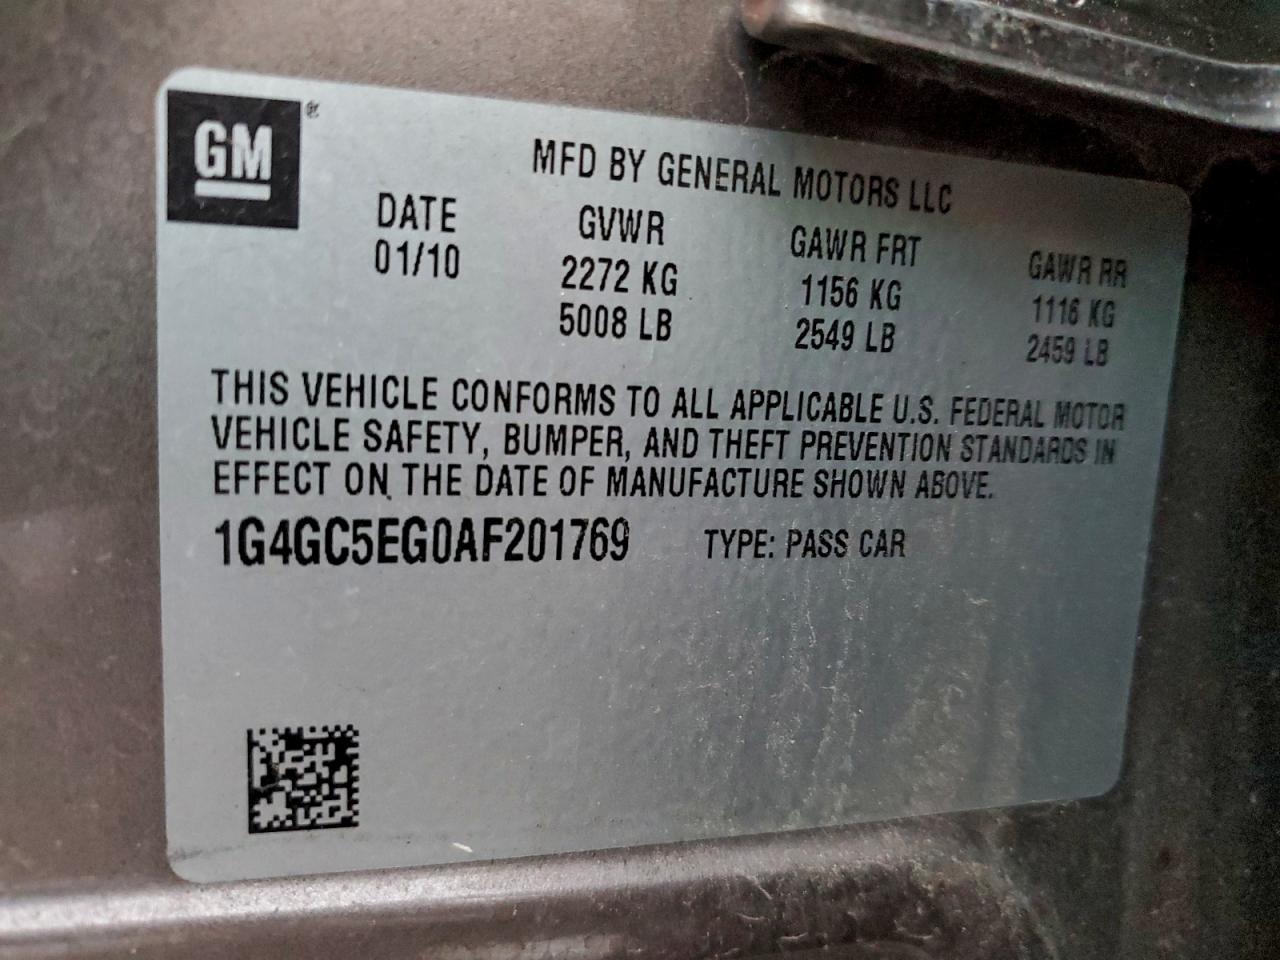 GM®
MFD BY GENERAL MOTORS LLC
DATE GVWR GAWR FRT GAWR RR
01/10 2272 KG 1156 KG 1116 KG
5008 LB 2549 LB 2459 LB
THIS VEHICLE CONFORMS TO ALL APPLICABLE U.S. FEDERAL MOTOR
VEHICLE SAFETY, BUMPER, AND THEFT PREVENTION STANDARDS IN
EFFECT ON THE DATE OF MANUFACTURE SHOWN ABOVE.
1G4GC5EG0AF201769 TYPE: PASS CAR